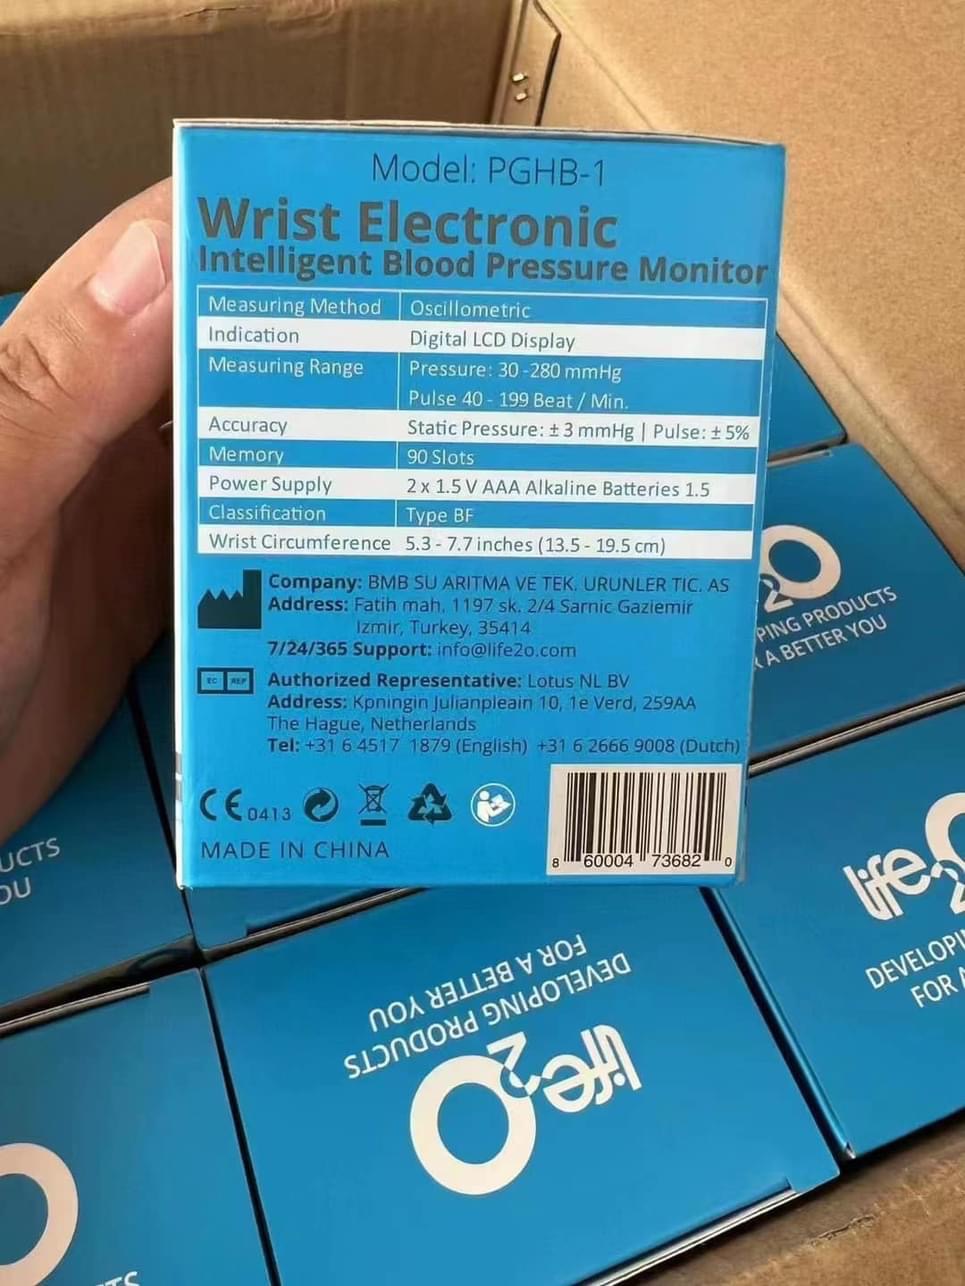 Model: PGHB-1
Wrist Electronic
Intelligent Blood Pressure Monitor
Measuring Method Oscillometric
Indication Digital LCD Display
Measuring Range Pressure: 30 -280 mmHg
Pulse 40 - 199 Beat / Min.
Accuracy Static Pressure: ± 3 mmHg | Pulse: ± 5%
Memory 90 Slots
Power Supply 2 x 1.5 V AAA Alkaline Batteries 1.5
Classification Type BF
Wrist Circumference 5.3 - 7.7 inches (13.5 - 19.5 cm)
Company: BMB SU ARITMA VE TEK. URUNLER TIC. AS
Address: Fatih mah. 1197 sk. 2/4 Sarnic Gaziemir
Izmir, Turkey, 35414
7/24/365 Support: info@life2o.com
EC REP
Authorized Representative: Lotus NL BV
Address: Kpningin Julianplein 10, 1e Verd, 259AA
The Hague, Netherlands
Tel: +31 6 4517 1879 (English) +31 6 2666 9008 (Dutch)
CE 0413
MADE IN CHINA
8 60004 73682 0
2O
PING PRODUCTS
A BETTER YOU
UCTS
OU
life2
DEVELOPI
FOR A
life2O
DEVELOPING PRODUCTS
FOR A BETTER YOU
O
TS